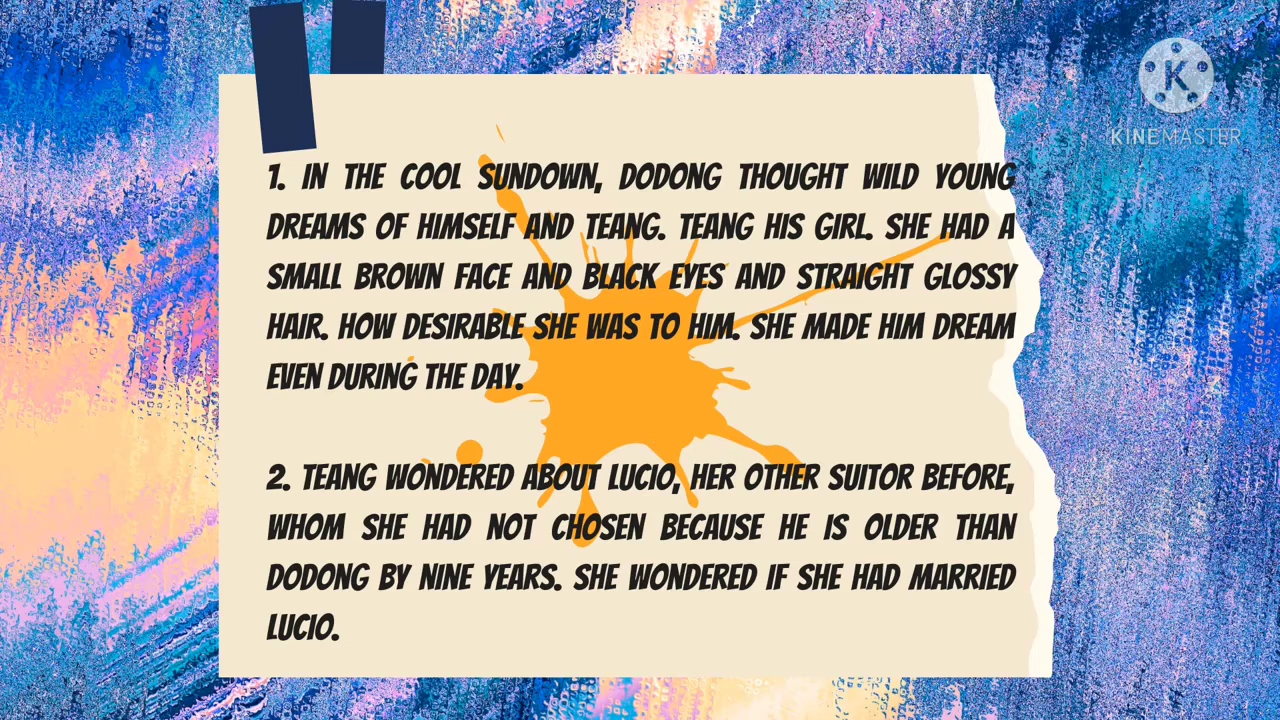 KINEMASTER
1. IN THE COOL SUNDOWN, DODONG THOUGHT WILD YOUNG
DREAMS OF HIMSELF AND TEANG. TEANG HIS GIRL. SHE HAD A
SMALL BROWN FACE AND BLACK EYES AND STRAIGHT GLOSSY
HAIR. HOW DESIRABLE SHE WAS TO HIM. SHE MADE HIM DREAM
EVEN DURING THE DAY.
2. TEANG WONDERED ABOUT LUCIO, HER OTHER SUITOR BEFORE,
WHOM SHE HAD NOT CHOSEN BECAUSE HE IS OLDER THAN
DODONG BY NINE YEARS. SHE WONDERED IF SHE HAD MARRIED
LUCIO.